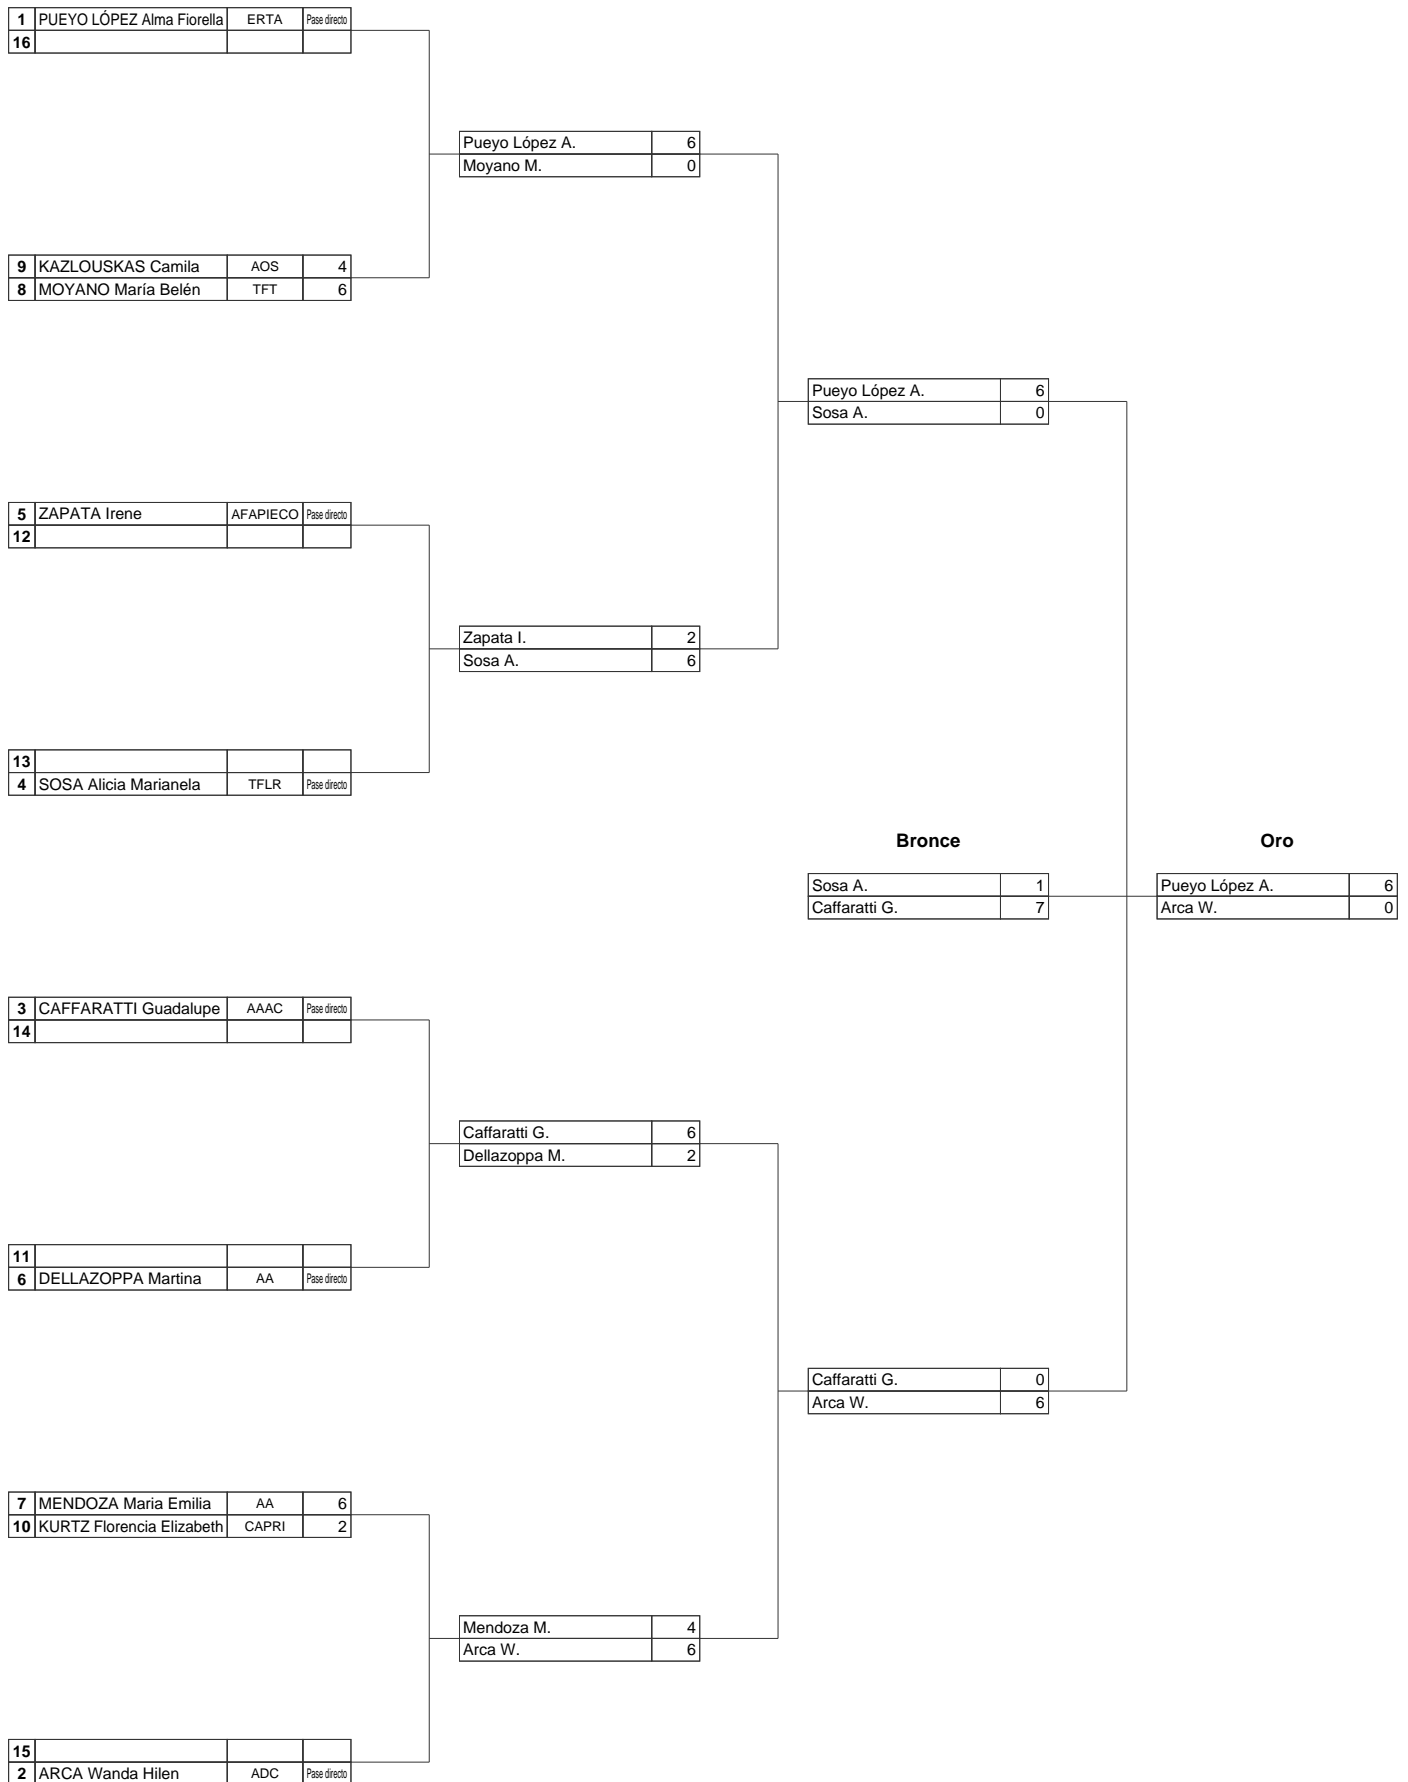 1 PUEYO LÓPEZ Alma Fiorella ERTA Pase directo
16
Pueyo López A. 6
Moyano M. 0
9 KAZLOUSKAS Camila AOS 4
8 MOYANO María Belén TFT 6
Pueyo López A. 6
Sosa A. 0
5 ZAPATA Irene AFAPIECO Pase directo
12
Zapata I. 2
Sosa A. 6
13
4 SOSA Alicia Marianela TFLR Pase directo
Bronce Oro
Sosa A. 1 Pueyo López A. 6
Caffaratti G. 7 Arca W. 0
3 CAFFARATTI Guadalupe AAAC Pase directo
14
Caffaratti G. 6
Dellazoppa M. 2
11
6 DELLAZOPPA Martina AA Pase directo
Caffaratti G. 0
Arca W. 6
7 MENDOZA Maria Emilia AA 6
10 KURTZ Florencia Elizabeth CAPRI 2
Mendoza M. 4
Arca W. 6
15
2 ARCA Wanda Hilen ADC Pase directo